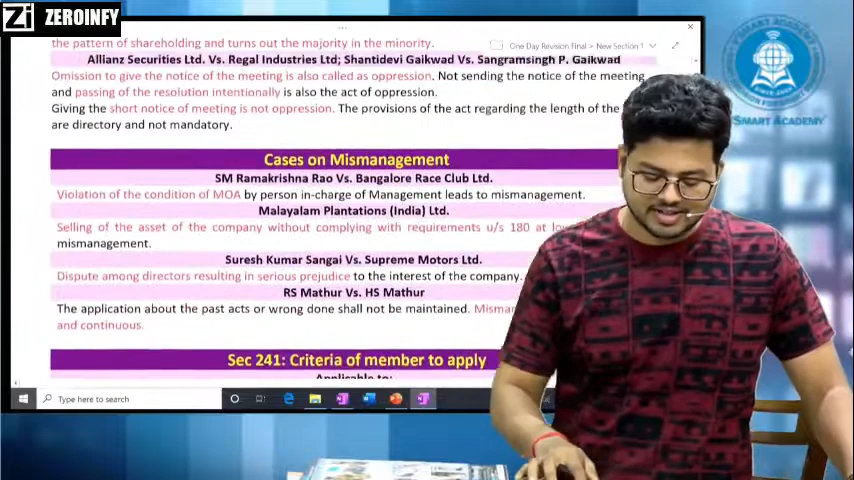 Zi ZEROINFY
the pattern of shareholding and turns out the majority in the minority.
One Day Revision Final > New Section 1
Allianz Securities Ltd. Vs. Regal Industries Ltd; Shantidevi Gaikwad Vs. Sangramsingh P. Gaikwad
Omission to give the notice of the meeting is also called as oppression. Not sending the notice of the meeting
and passing of the resolution intentionally is also the act of oppression.
Giving the short notice of meeting is not oppression. The provisions of the act regarding the length of the
are directory and not mandatory.
Cases on Mismanagement
SM Ramakrishna Rao Vs. Bangalore Race Club Ltd.
Violation of the condition of MOA by person in-charge of Management leads to mismanagement.
Malayalam Plantations (India) Ltd.
Selling of the asset of the company without complying with requirements u/s 180 at
mismanagement.
Suresh Kumar Sangai Vs. Supreme Motors Ltd.
Dispute among directors resulting in serious prejudice to the interest of the company.
RS Mathur Vs. HS Mathur
The application about the past acts or wrong done shall not be maintained.
and continuous.
Sec 241: Criteria of member to apply
Applicable to:
Type here to search
SMART ACADEMY